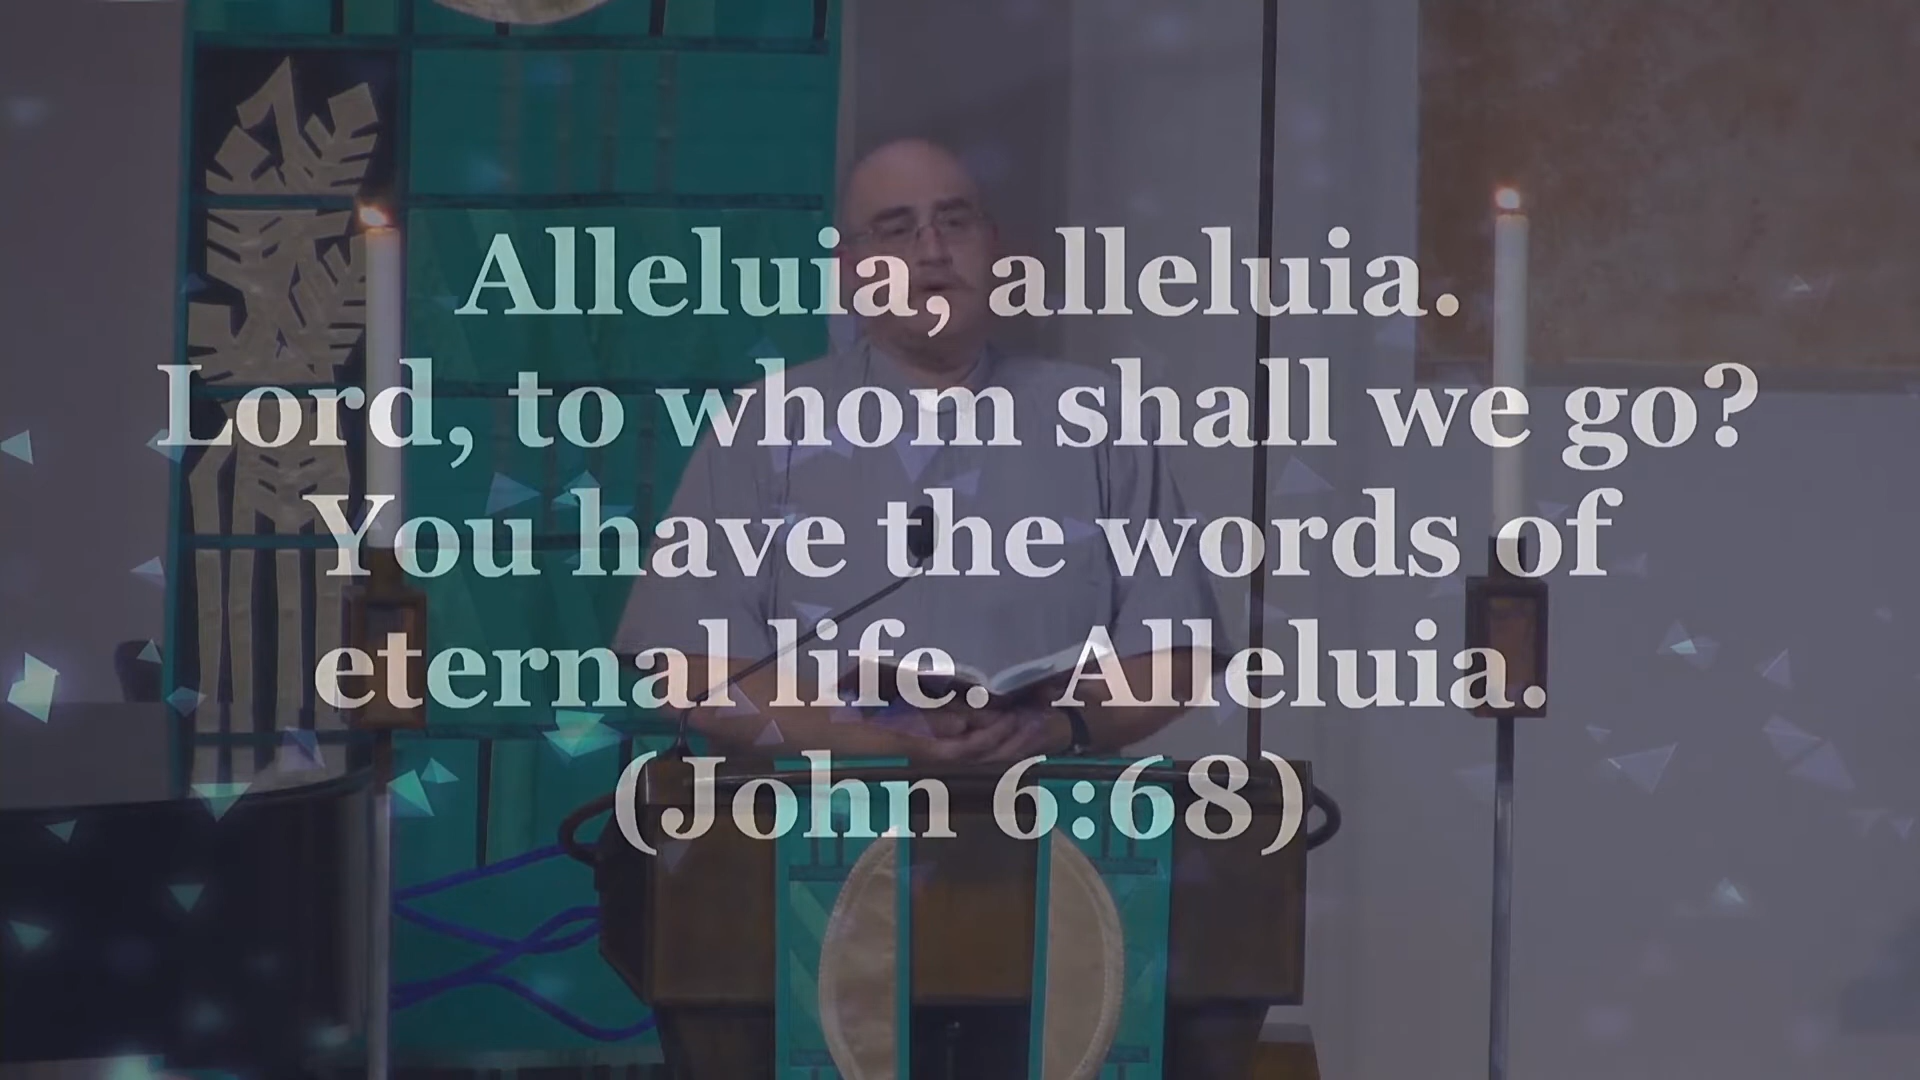 Alleluia, alleluia.
Lord, to whom shall we go?
You have the words of
eternal life.  Alleluia.
(John 6:68)